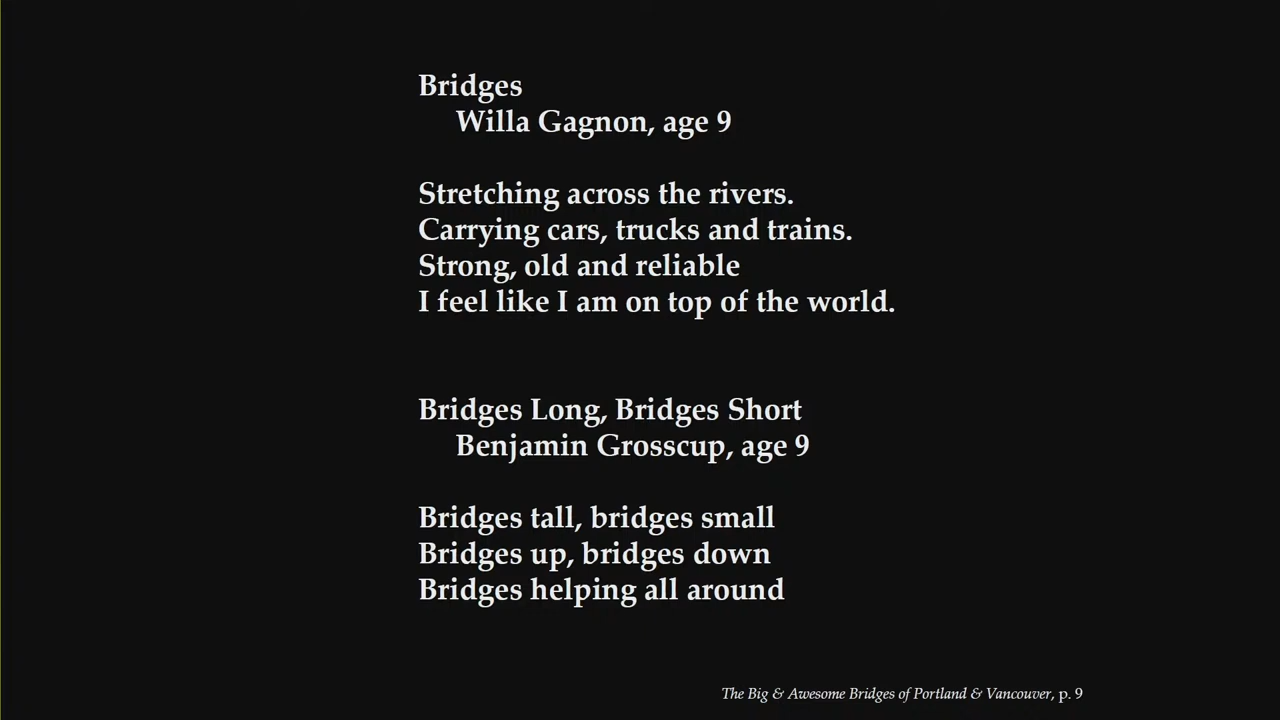 Bridges
Willa Gagnon, age 9
Stretching across the rivers.
Carrying cars, trucks and trains.
Strong, old and reliable
I feel like I am on top of the world.
Bridges Long, Bridges Short
Benjamin Grosscup, age 9
Bridges tall, bridges small
Bridges up, bridges down
Bridges helping all around
The Big & Awesome Bridges of Portland & Vancouver, p. 9